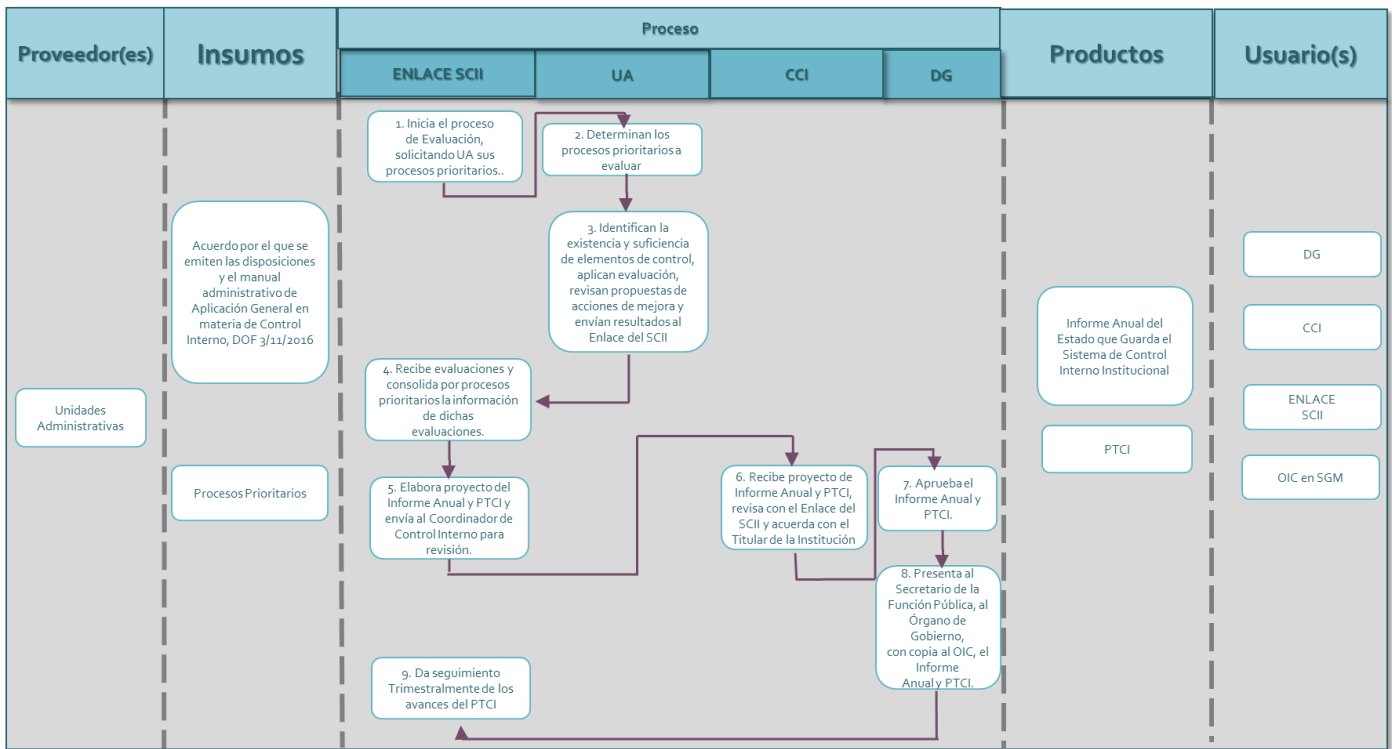 Proveedor(es)
Insumos
Proceso
ENLACE SCII
UA
CCI
DG
Productos
Usuario(s)
1. Inicia el proceso
de Evaluación,
solicitando UA sus
procesos prioritarios..
2. Determinan los
procesos prioritarios a
evaluar
3. Identifican la
existencia y suficiencia
de elementos de control,
aplican evaluación,
revisan propuestas de
acciones de mejora y
envían resultados al
Enlace del SCII
4. Recibe evaluaciones y
consolida por procesos
prioritarios la información
de dichas
evaluaciones.
5. Elabora proyecto del
Informe Anual y PTCI y
envía al Coordinador de
Control Interno para
revisión.
6. Recibe proyecto de
Informe Anual y PTCI,
revisa con el Enlace del
SCII y acuerda con el
Titular de la Institución
7. Aprueba el
Informe Anual y
PTCI.
8. Presenta al
Secretario de la
Función Pública, al
Órgano de
Gobierno,
con copia al OIC, el
Informe
Anual y PTCI.
9. Da seguimiento
Trimestralmente de los
avances del PTCI
Unidades
Administrativas
Acuerdo por el que se
emiten las disposiciones
y el manual
administrativo de
Aplicación General en
materia de Control
Interno, DOF 3/11/2016
Procesos Prioritarios
Informe Anual del
Estado que Guarda el
Sistema de Control
Interno Institucional
PTCI
DG
CCI
ENLACE
SCII
OIC en SGM